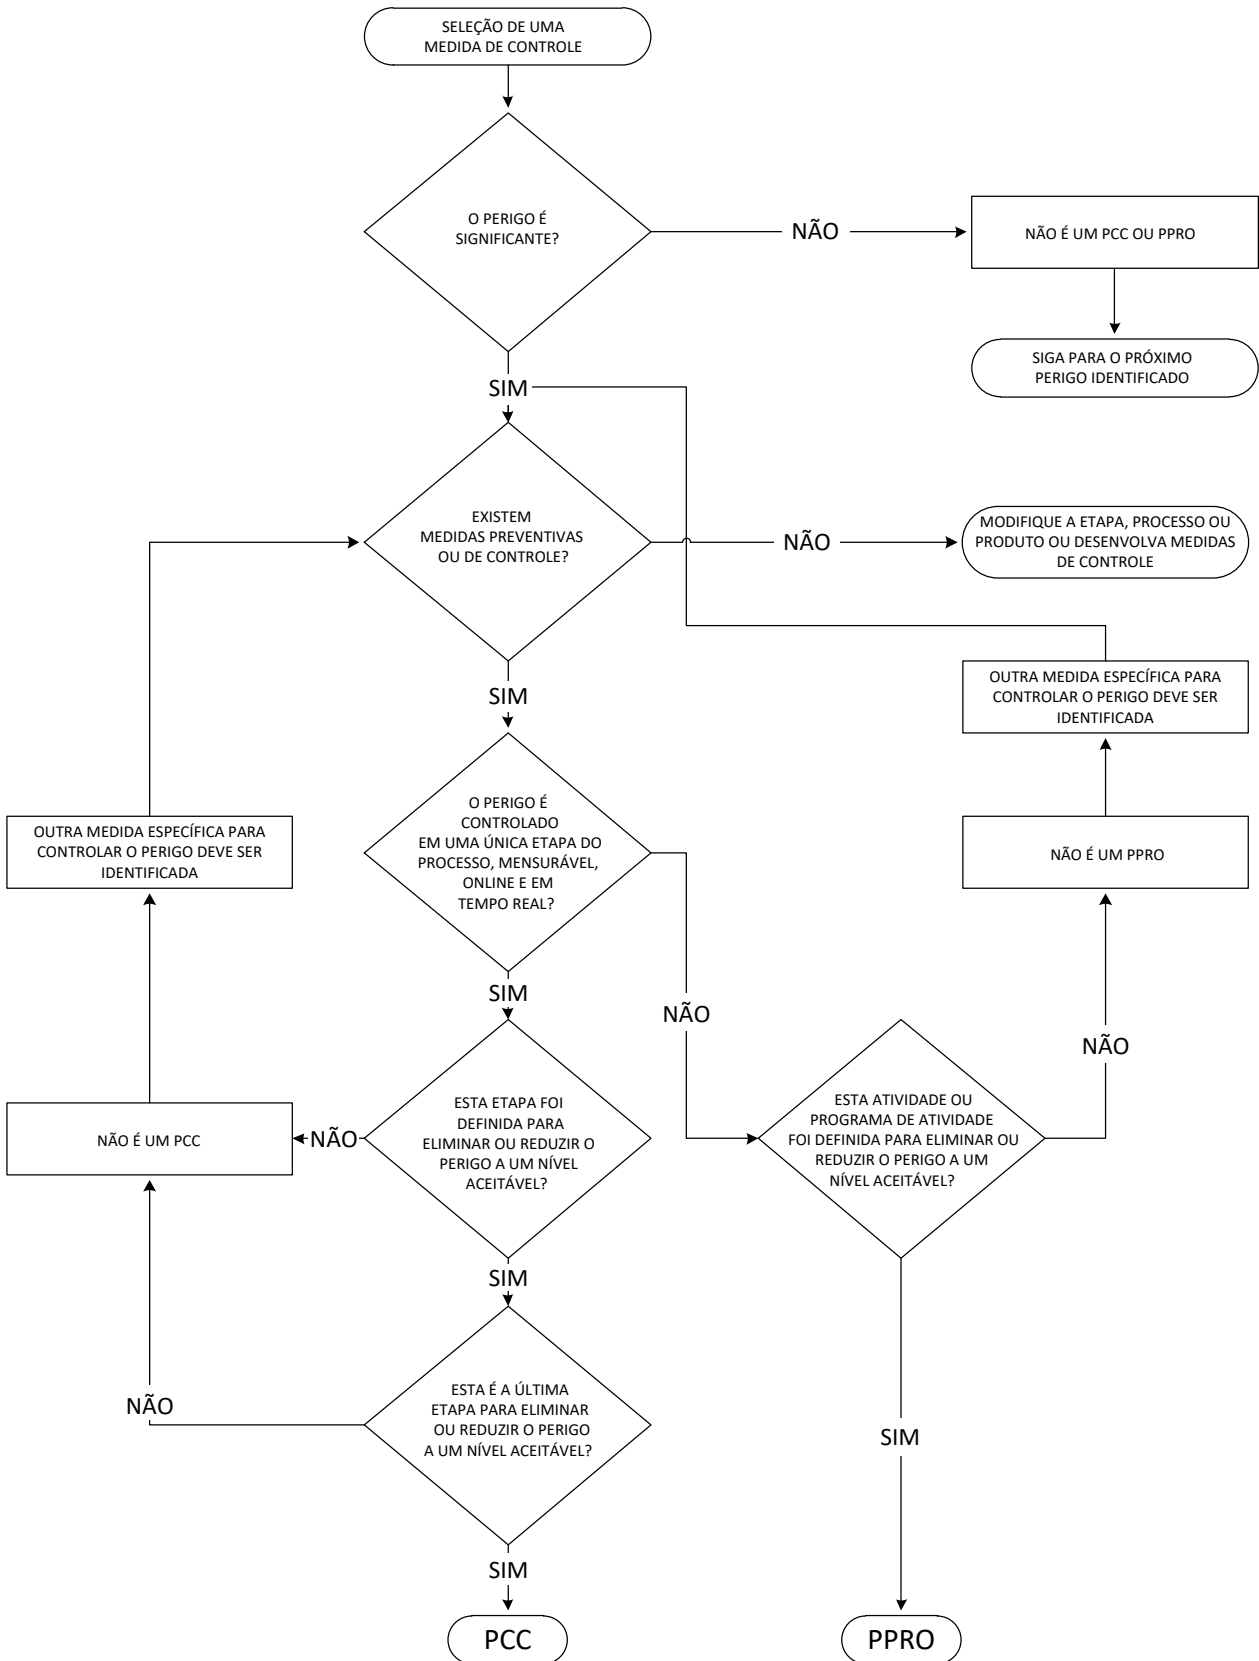 SELEÇÃO DE UMA
MEDIDA DE CONTROLE
O PERIGO É
SIGNIFICANTE?
NÃO
NÃO É UM PCC OU PPRO
SIGA PARA O PRÓXIMO
PERIGO IDENTIFICADO
SIM
EXISTEM
MEDIDAS PREVENTIVAS
OU DE CONTROLE?
NÃO
MODIFIQUE A ETAPA, PROCESSO OU
PRODUTO OU DESENVOLVA MEDIDAS
DE CONTROLE
SIM
OUTRA MEDIDA ESPECÍFICA PARA
CONTROLAR O PERIGO DEVE SER
IDENTIFICADA
O PERIGO É
CONTROLADO
EM UMA ÚNICA ETAPA DO
PROCESSO, MENSURÁVEL,
ONLINE E EM
TEMPO REAL?
OUTRA MEDIDA ESPECÍFICA PARA
CONTROLAR O PERIGO DEVE SER
IDENTIFICADA
NÃO É UM PPRO
SIM
NÃO
NÃO
NÃO É UM PCC
NÃO
ESTA ETAPA FOI
DEFINIDA PARA
ELIMINAR OU REDUZIR O
PERIGO A UM NÍVEL
ACEITÁVEL?
ESTA ATIVIDADE OU
PROGRAMA DE ATIVIDADE
FOI DEFINIDA PARA ELIMINAR OU
REDUZIR O PERIGO A UM
NÍVEL ACEITÁVEL?
SIM
NÃO
ESTA É A ÚLTIMA
ETAPA PARA ELIMINAR
OU REDUZIR O PERIGO
A UM NÍVEL ACEITÁVEL?
SIM
SIM
PCC
PPRO